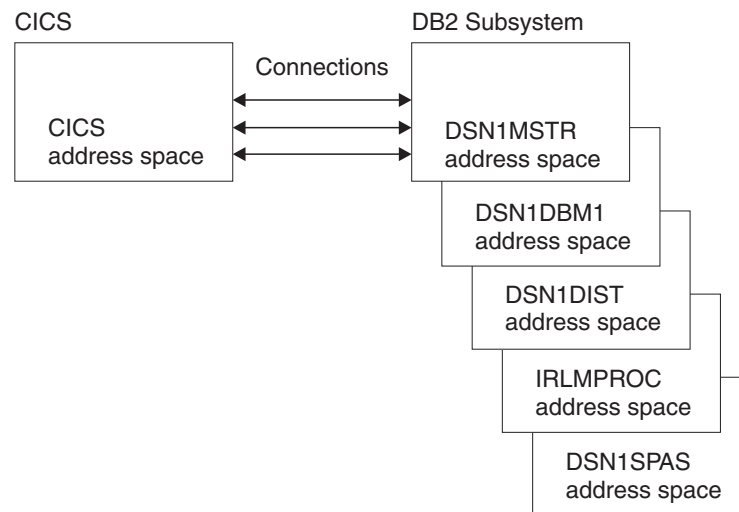 CICS
DB2 Subsystem
Connections
CICS
address space
DSN1MSTR
address space
DSN1DBM1
address space
DSN1DIST
address space
IRLMPROC
address space
DSN1SPAS
address space